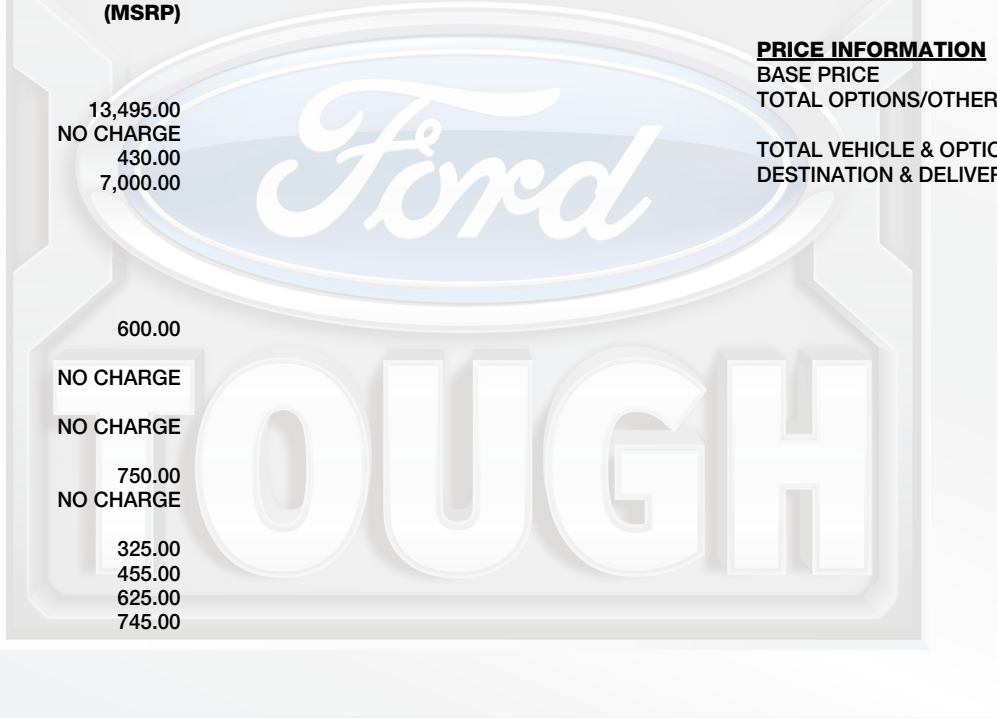 (MSRP)
13,495.00
NO CHARGE
430.00
7,000.00
600.00
NO CHARGE
NO CHARGE
750.00
NO CHARGE
325.00
455.00
625.00
745.00
PRICE INFORMATION
BASE PRICE
TOTAL OPTIONS/OTHER
TOTAL VEHICLE & OPTIO
DESTINATION & DELIVER
Ford
TOUGH